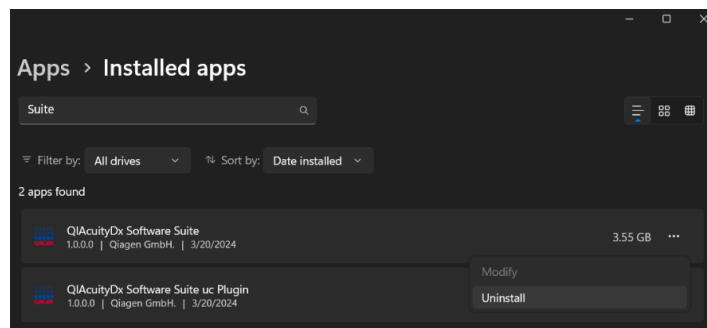 Apps > Installed apps
Suite
Filter by: All drives Sort by: Date installed
2 apps found
QIAcuityDx Software Suite
1.0.0.0 | Qiagen GmbH. | 3/20/2024
3.55 GB
Modify
Uninstall
QIAcuityDx Software Suite uc Plugin
1.0.0.0 | Qiagen GmbH. | 3/20/2024